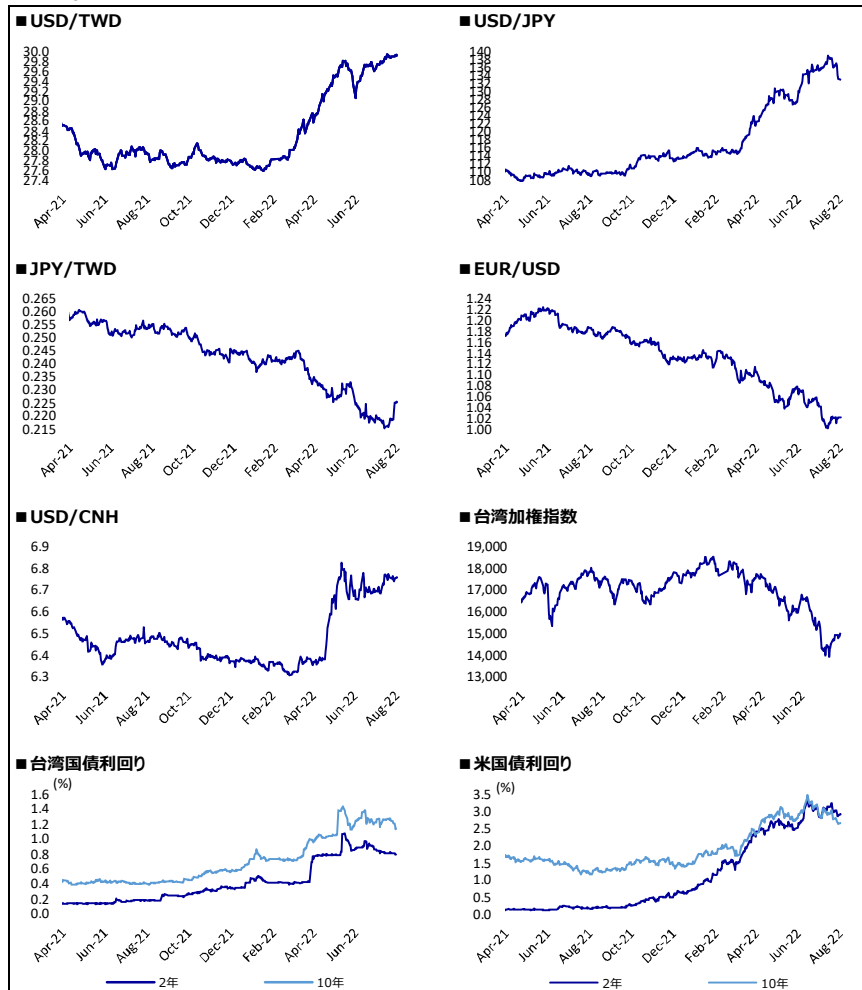 ■USD/TWD
30.0
29.8
29.6
29.4
29.2
29.0
28.8
28.6
28.4
28.2
28.0
27.8
27.6
27.4
Apr-21
Jun-21
Aug-21
Oct-21
Dec-21
Feb-22
Apr-22
Jun-22
■USD/JPY
140
138
136
134
132
130
128
126
124
122
120
118
116
114
112
110
108
Apr-21
Jun-21
Aug-21
Oct-21
Dec-21
Feb-22
Apr-22
Jun-22
Aug-22
■JPY/TWD
0.265
0.260
0.255
0.250
0.245
0.240
0.235
0.230
0.225
0.220
0.215
Apr-21
Jun-21
Aug-21
Oct-21
Dec-21
Feb-22
Apr-22
Jun-22
Aug-22
■EUR/USD
1.24
1.22
1.20
1.18
1.16
1.14
1.12
1.10
1.08
1.06
1.04
1.02
1.00
Apr-21
Jun-21
Aug-21
Oct-21
Dec-21
Feb-22
Apr-22
Jun-22
Aug-22
■USD/CNH
6.9
6.8
6.7
6.6
6.5
6.4
6.3
Apr-21
Jun-21
Aug-21
Oct-21
Dec-21
Feb-22
Apr-22
Jun-22
Aug-22
■台湾加権指数
19,000
18,000
17,000
16,000
15,000
14,000
13,000
Apr-21
Jun-21
Aug-21
Oct-21
Dec-21
Feb-22
Apr-22
Jun-22
■台湾国債利回り
(%)
1.6
1.4
1.2
1.0
0.8
0.6
0.4
0.2
0.0
Apr-21
Jun-21
Aug-21
Oct-21
Dec-21
Feb-22
Apr-22
Jun-22
2年
10年
■米国債利回り
(%)
3.5
3.0
2.5
2.0
1.5
1.0
0.5
0.0
Apr-21
Jun-21
Aug-21
Oct-21
Dec-21
Feb-22
Apr-22
Jun-22
Aug-22
2年
10年